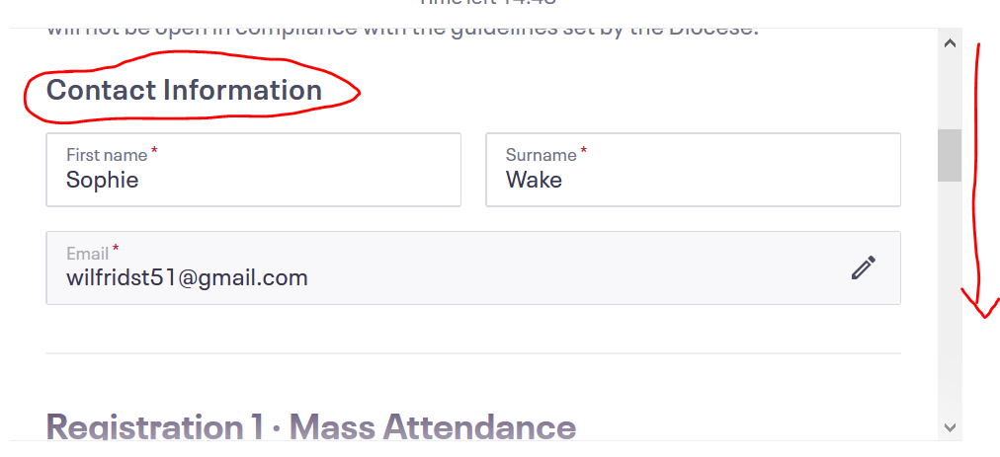 Time left 14:48
will not be open in compliance with the guidelines set by the Diocese.
Contact Information
First name *
Sophie
Surname *
Wake
Email *
wilfridst51@gmail.com
Registration 1 · Mass Attendance